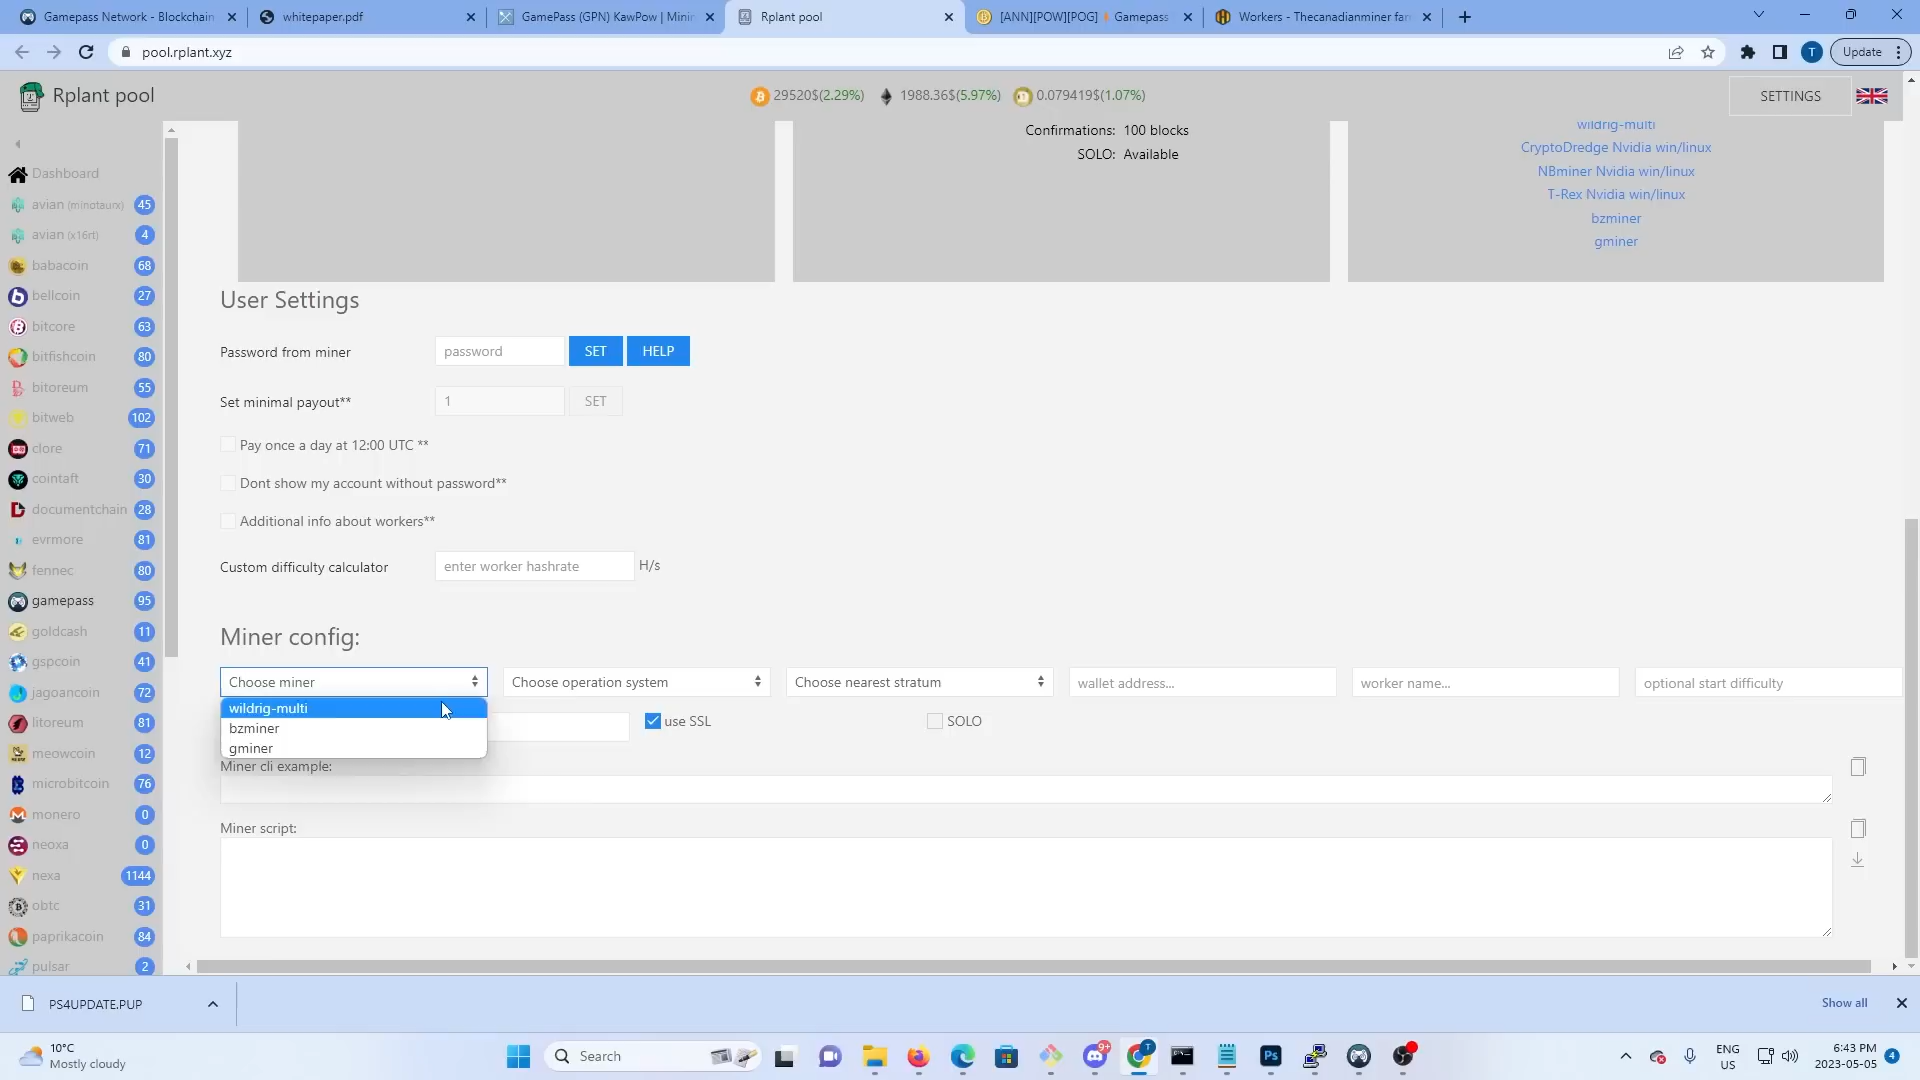 Gamepass Network - Blockchain
whitepaper.pdf
GamePass (GPN) KawPow | Minin
Rplant pool
[ANN][POW][POG] Gamepass
Workers - Thecanadianminer far
pool.rplant.xyz
T
Update
Rplant pool
29520$(2.29%)
1988.36$(5.97%)
0.079419$(1.07%)
SETTINGS
Dashboard
avian (minotaurx) 45
avian (x16rt) 4
babacoin 68
bellcoin 27
bitcore 63
bitfishcoin 80
bitoreum 55
bitweb 102
clore 71
cointaft 30
documentchain 28
evrmore 81
fennec 80
gamepass 95
goldcash 11
gspcoin 41
jagoancoin 72
litoreum 81
meowcoin 12
microbitcoin 76
monero 0
neoxa 0
nexa 1144
obtc 31
paprikacoin 84
pulsar 2
Confirmations: 100 blocks
SOLO: Available
wildrig-multi
CryptoDredge Nvidia win/linux
NBminer Nvidia win/linux
T-Rex Nvidia win/linux
bzminer
gminer
User Settings
Password from miner password SET HELP
Set minimal payout** 1 SET
Pay once a day at 12:00 UTC **
Dont show my account without password**
Additional info about workers**
Custom difficulty calculator enter worker hashrate H/s
Miner config:
Choose miner Choose operation system Choose nearest stratum wallet address... worker name... optional start difficulty
wildrig-multi
bzminer
gminer
use SSL SOLO
Miner cli example:
Miner script:
PS4UPDATE.PUP
Show all
10°C
Mostly cloudy
Search
9+
T
Ps
ENG
US
6:43 PM
2023-05-05
4